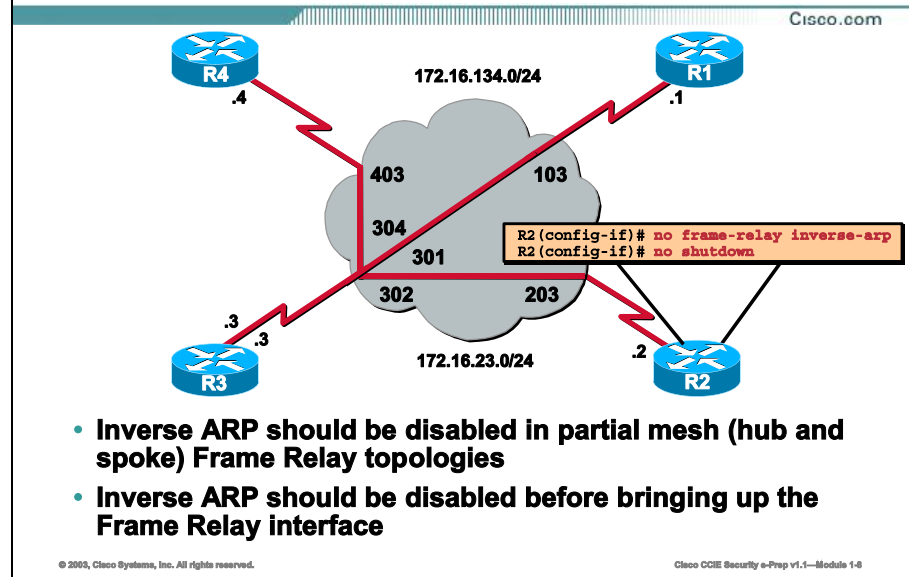 Cisco.com
R4
.4
172.16.134.0/24
R1
.1
403
103
304
301
R2(config-if)# no frame-relay inverse-arp
R2(config-if)# no shutdown
302
203
.3
.3
R3
172.16.23.0/24
.2
R2
• Inverse ARP should be disabled in partial mesh (hub and
spoke) Frame Relay topologies
• Inverse ARP should be disabled before bringing up the
Frame Relay interface
© 2003, Cisco Systems, Inc. All rights reserved.
Cisco CCIE Security e-Prep v1.1—Module 1-8